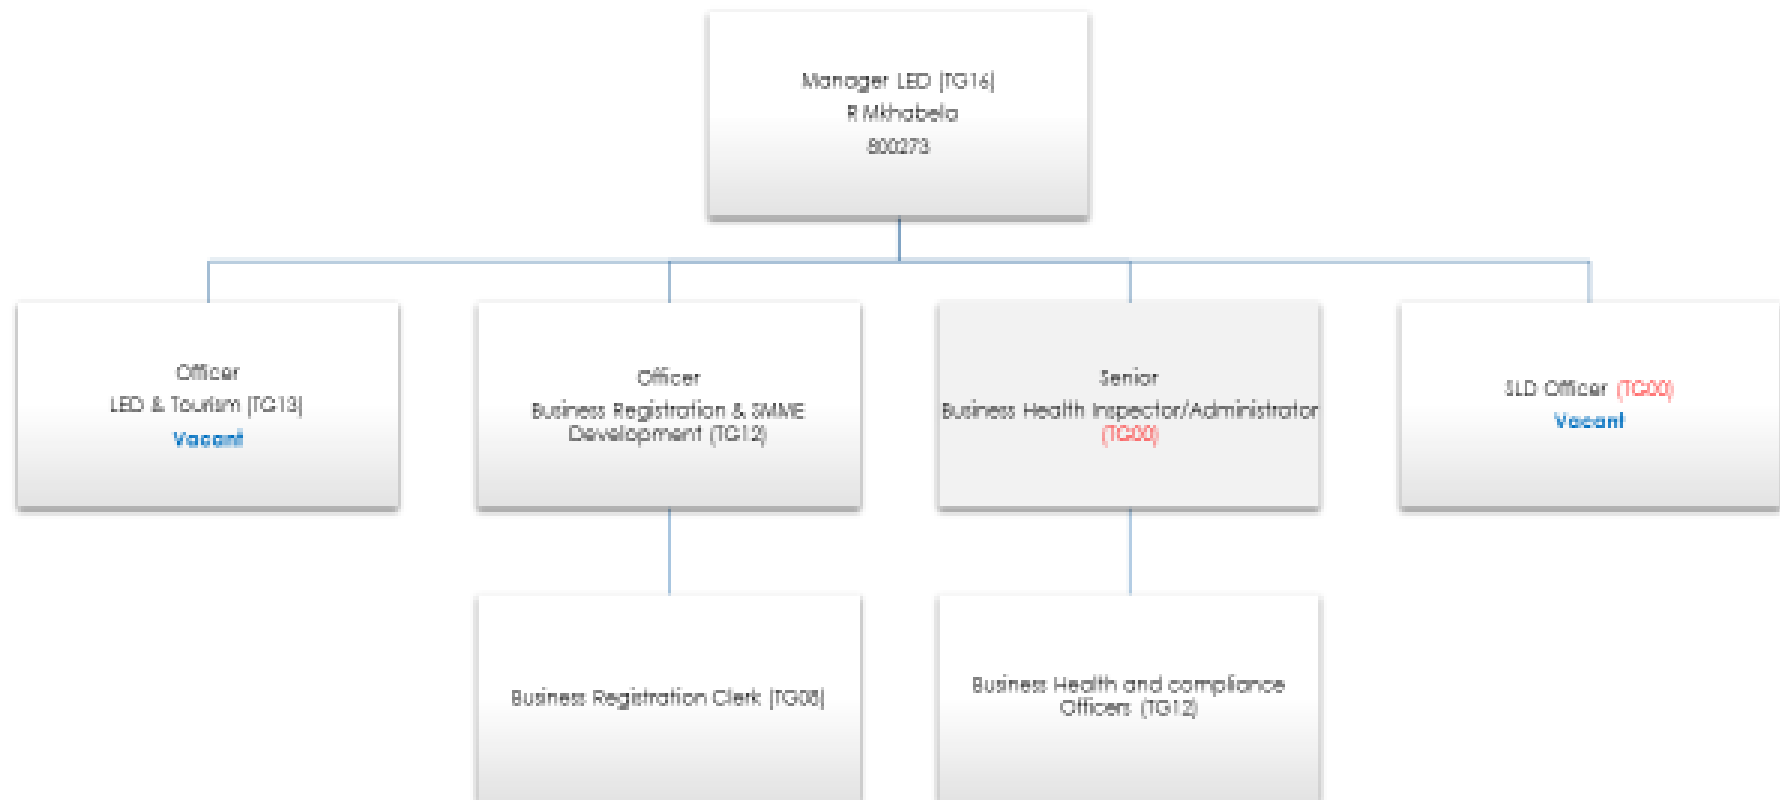 Manager LED (TG16)
R Mkhabela
800273
Officer
LED & Tourism (TG13)
Vacant
Officer
Business Registration & SMME
Development (TG12)
Senior
Business Health Inspector/Administrator
(TG00)
SLD Officer (TG00)
Vacant
Business Registration Clerk (TG08)
Business Health and compliance
Officers (TG12)